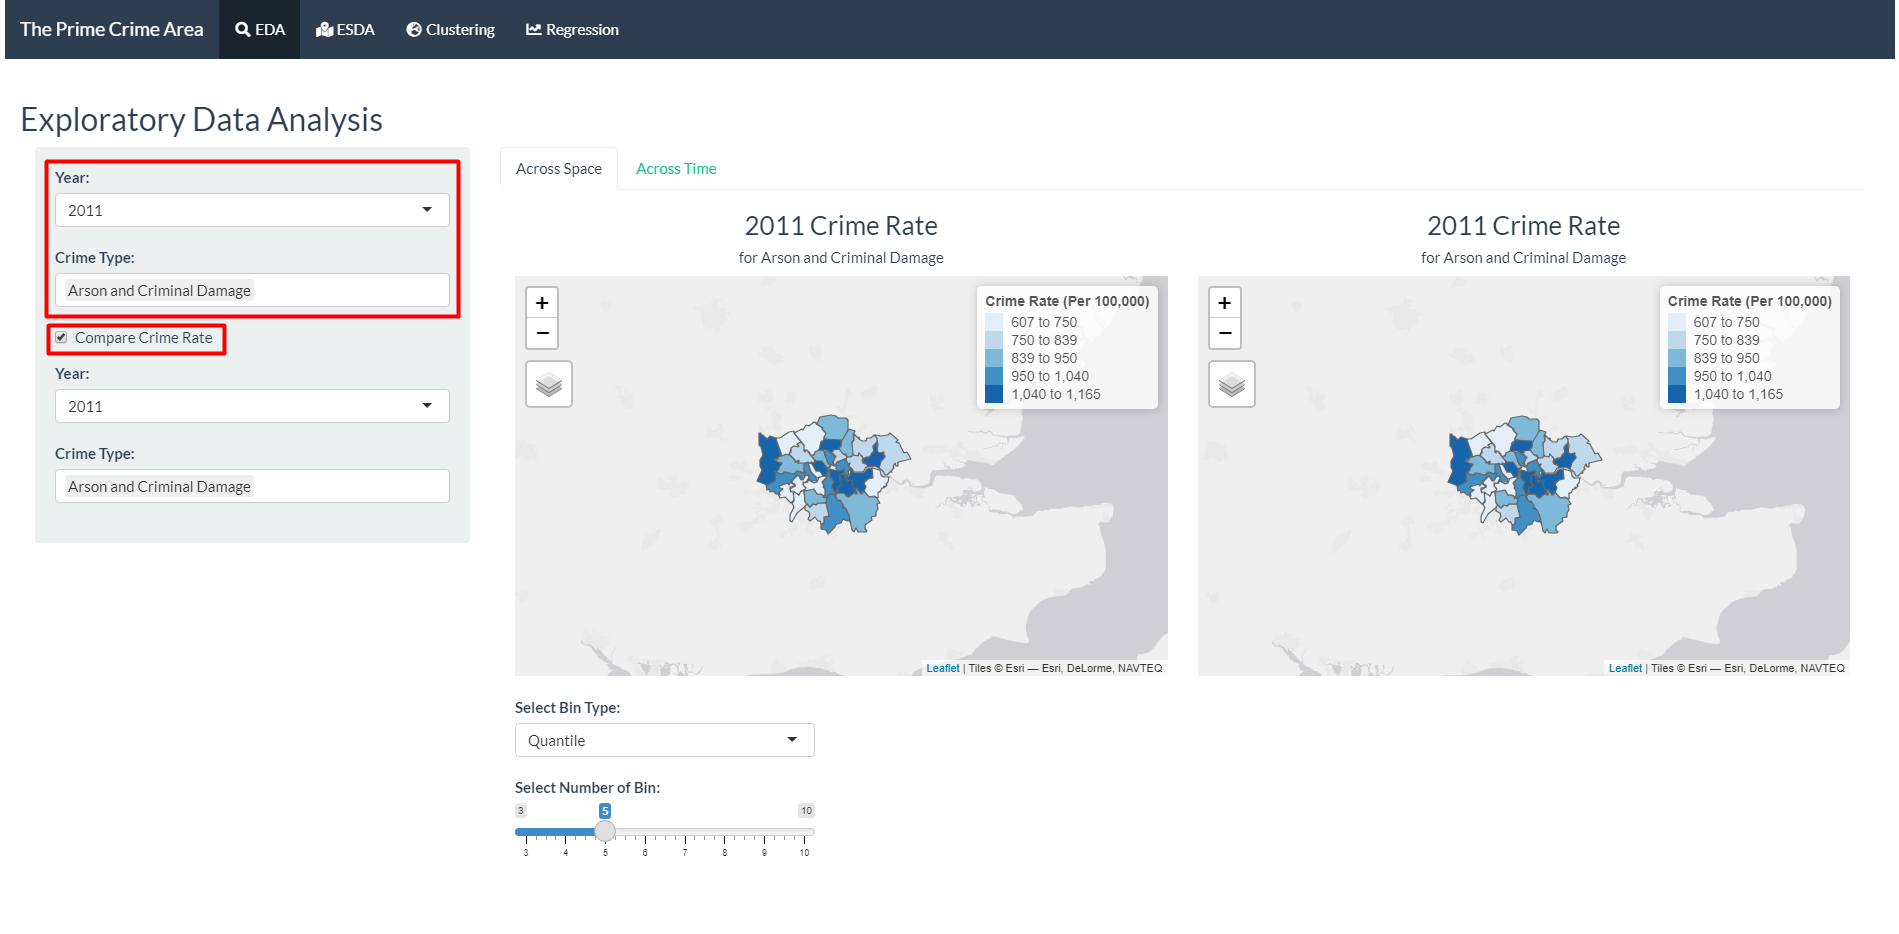 The Prime Crime Area EDA ESDA Clustering Regression
Exploratory Data Analysis
Year:
2011
Crime Type:
Arson and Criminal Damage
Compare Crime Rate
Year:
2011
Crime Type:
Arson and Criminal Damage
Across Space Across Time
2011 Crime Rate
for Arson and Criminal Damage
+
−
Crime Rate (Per 100,000)
607 to 750
750 to 839
839 to 950
950 to 1,040
1,040 to 1,165
Leaflet | Tiles © Esri — Esri, DeLorme, NAVTEQ
2011 Crime Rate
for Arson and Criminal Damage
+
−
Crime Rate (Per 100,000)
607 to 750
750 to 839
839 to 950
950 to 1,040
1,040 to 1,165
Leaflet | Tiles © Esri — Esri, DeLorme, NAVTEQ
Select Bin Type:
Quantile
Select Number of Bin:
3 5 10
3 4 5 6 7 8 9 10